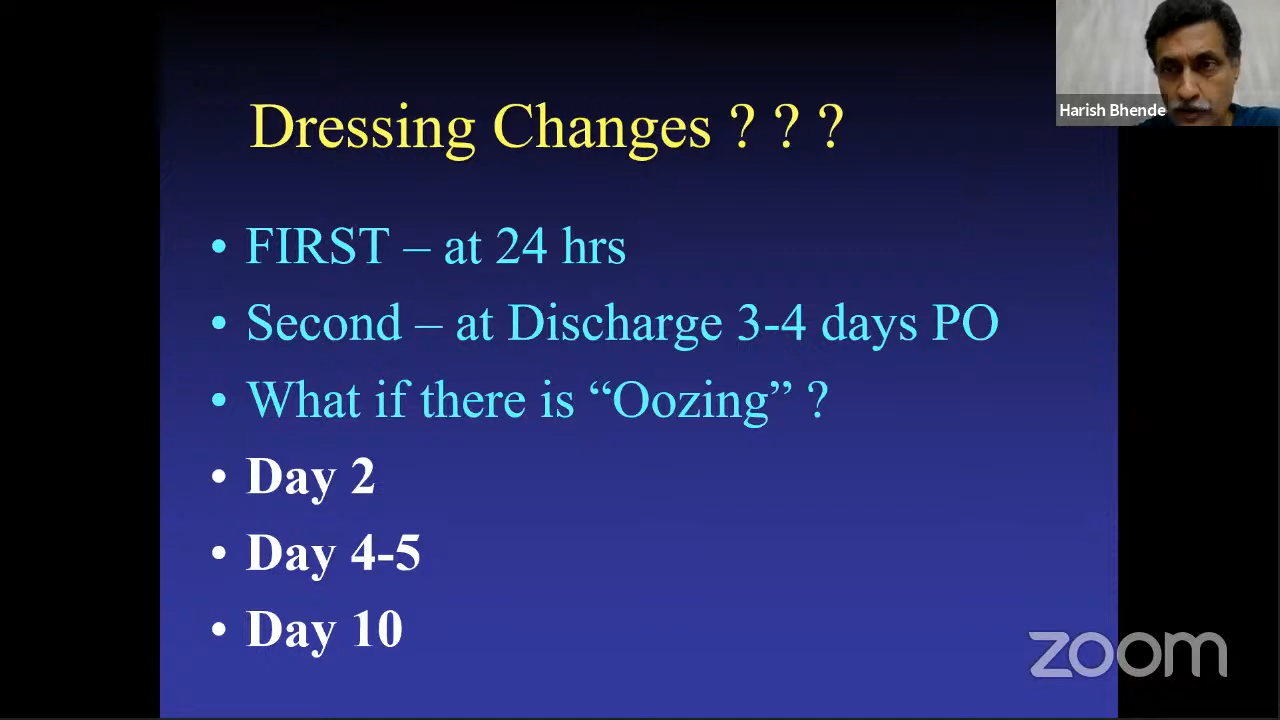 Dressing Changes ? ? ?
Harish Bhende
• FIRST – at 24 hrs
• Second – at Discharge 3-4 days PO
• What if there is “Oozing” ?
• Day 2
• Day 4-5
• Day 10
zoom